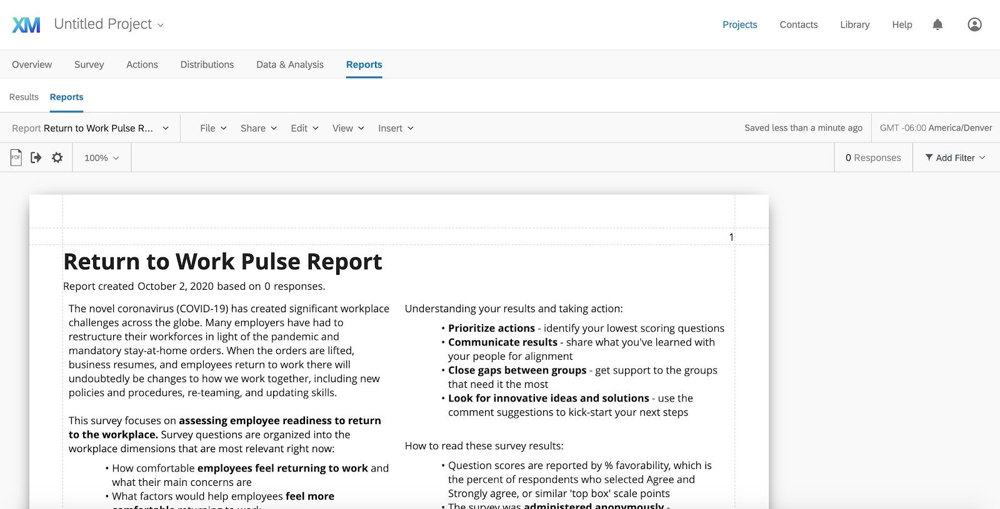 XM Untitled Project
Projects Contacts Library Help
Overview Survey Actions Distributions Data & Analysis Reports
Results Reports
Report Return to Work Pulse R... File Share Edit View Insert Saved less than a minute ago GMT -06:00 America/Denver
PDF 100% 0 Responses Add Filter
1
Return to Work Pulse Report
Report created October 2, 2020 based on 0 responses.
The novel coronavirus (COVID-19) has created significant workplace
challenges across the globe. Many employers have had to
restructure their workforces in light of the pandemic and
mandatory stay-at-home orders. When the orders are lifted,
business resumes, and employees return to work there will
undoubtedly be changes to how we work together, including new
policies and procedures, re-teaming, and updating skills.
This survey focuses on assessing employee readiness to return
to the workplace. Survey questions are organized into the
workplace dimensions that are most relevant right now:
• How comfortable employees feel returning to work and
what their main concerns are
• What factors would help employees feel more
comfortable returning to work
Understanding your results and taking action:
• Prioritize actions - identify your lowest scoring questions
• Communicate results - share what you've learned with
your people for alignment
• Close gaps between groups - get support to the groups
that need it the most
• Look for innovative ideas and solutions - use the
comment suggestions to kick-start your next steps
How to read these survey results:
• Question scores are reported by % favorability, which is
the percent of respondents who selected Agree and
Strongly agree, or similar 'top box' scale points
• The survey was administered anonymously -